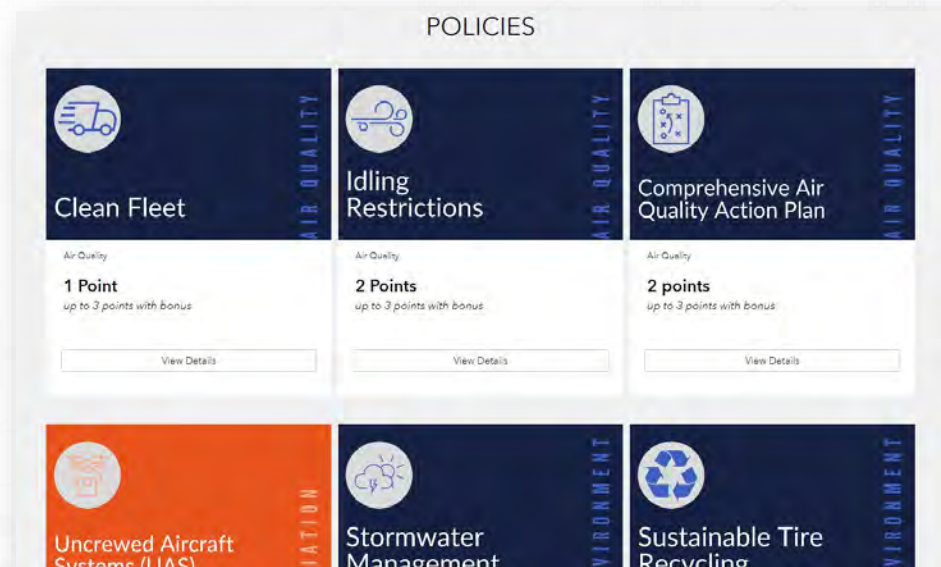 POLICIES
AIR QUALITY
Clean Fleet
Air Quality
1 Point
up to 3 points with bonus
View Details
AIR QUALITY
Idling
Restrictions
Air Quality
2 Points
up to 3 points with bonus
View Details
AIR QUALITY
Comprehensive Air
Quality Action Plan
Air Quality
2 points
up to 3 points with bonus
View Details
Uncrewed Aircraft
Systems (UAS)
Stormwater
Management
Sustainable Tire
Recycling